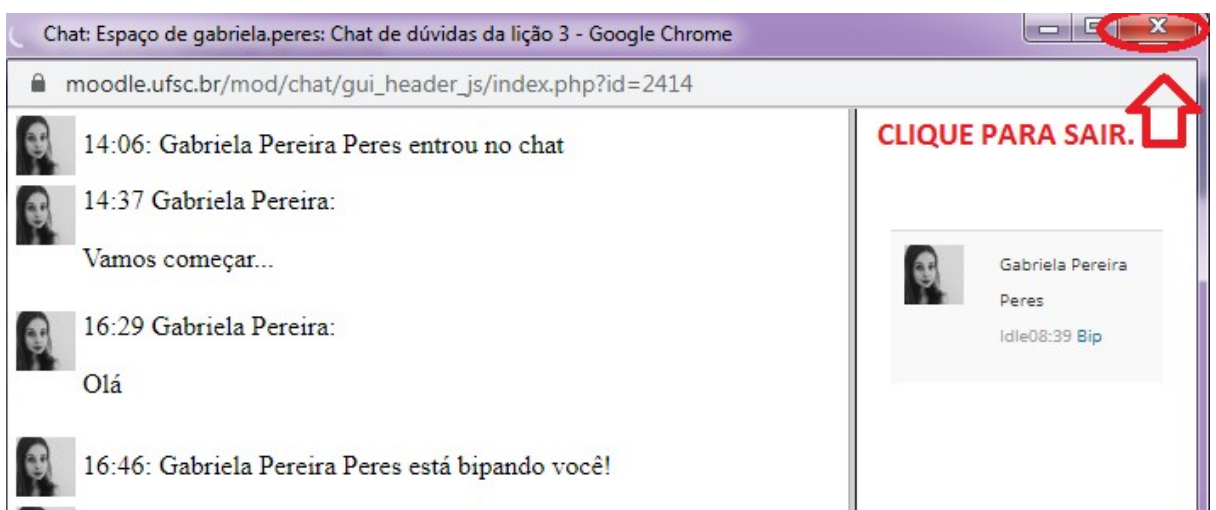 Chat: Espaço de gabriela.peres: Chat de dúvidas da lição 3 - Google Chrome
moodle.ufsc.br/mod/chat/gui_header_js/index.php?id=2414
14:06: Gabriela Pereira Peres entrou no chat
14:37 Gabriela Pereira:
Vamos começar...
16:29 Gabriela Pereira:
Olá
16:46: Gabriela Pereira Peres está bipando você!
CLIQUE PARA SAIR.
Gabriela Pereira
Peres
Idle08:39 Bip